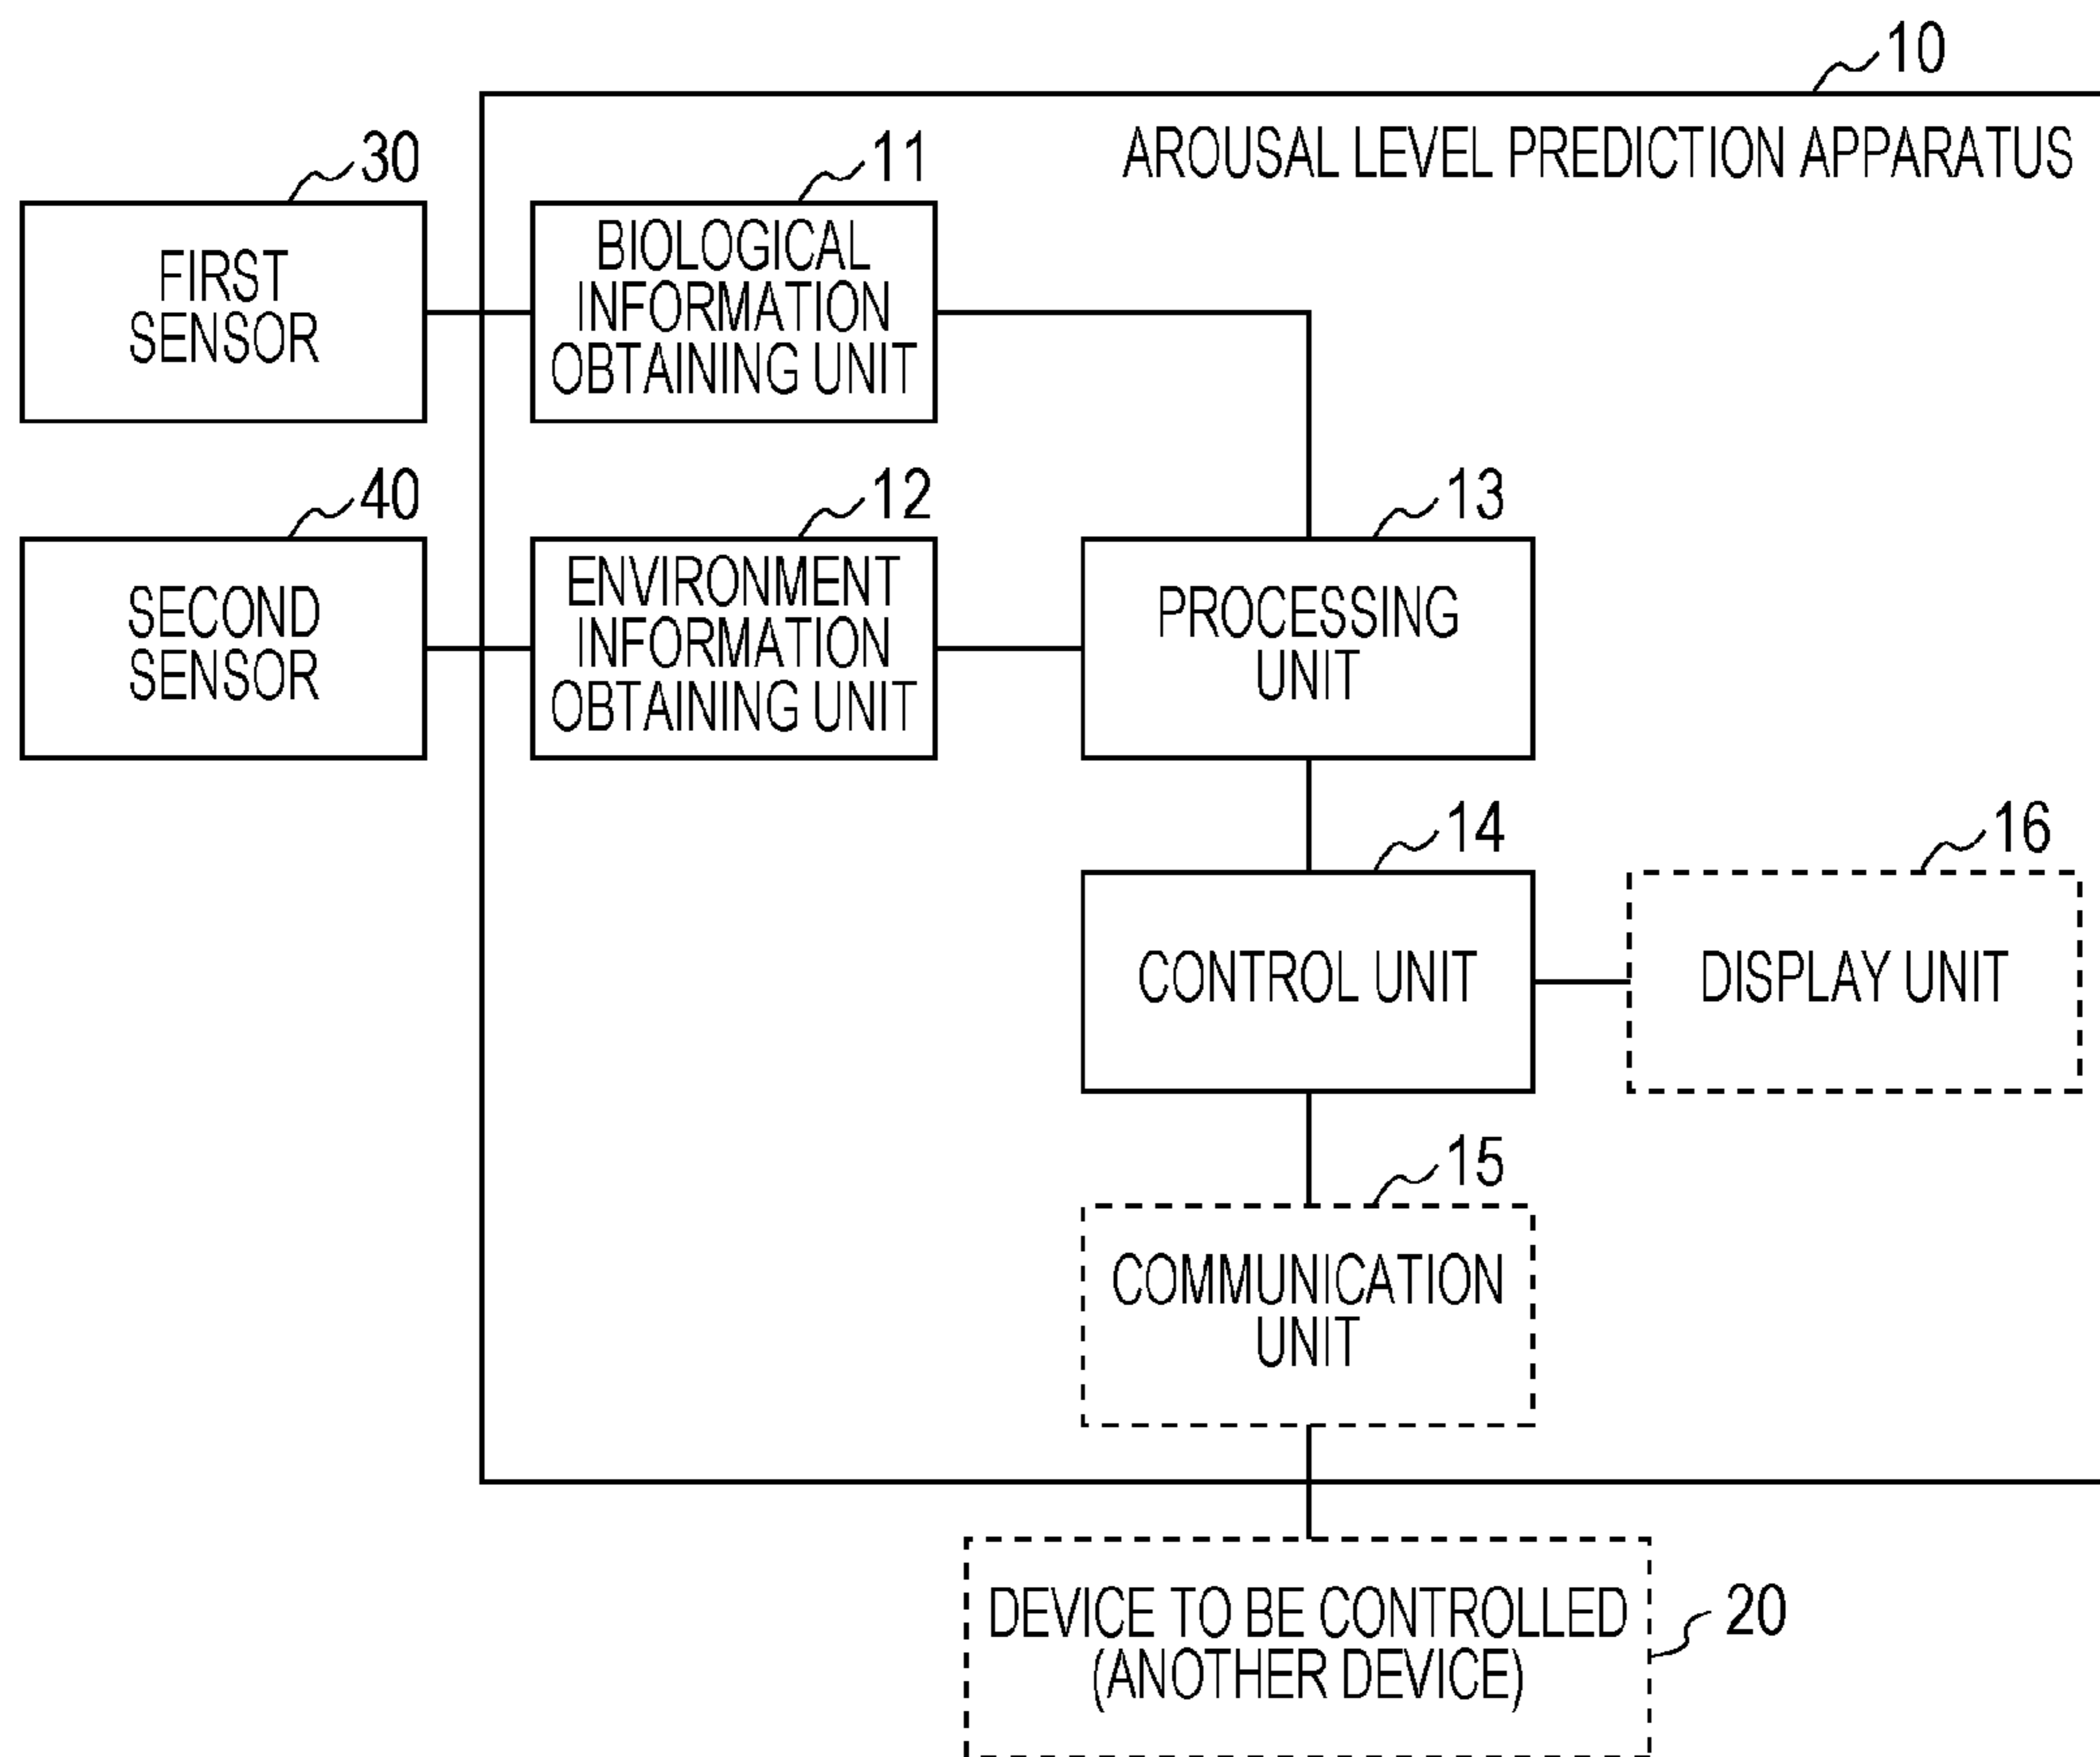 10
AROUSAL LEVEL PREDICTION APPARATUS
30
FIRST
SENSOR
11
BIOLOGICAL
INFORMATION
OBTAINING UNIT
40
SECOND
SENSOR
12
ENVIRONMENT
INFORMATION
OBTAINING UNIT
13
PROCESSING
UNIT
14
CONTROL UNIT
16
DISPLAY UNIT
15
COMMUNICATION
UNIT
DEVICE TO BE CONTROLLED
(ANOTHER DEVICE)
20